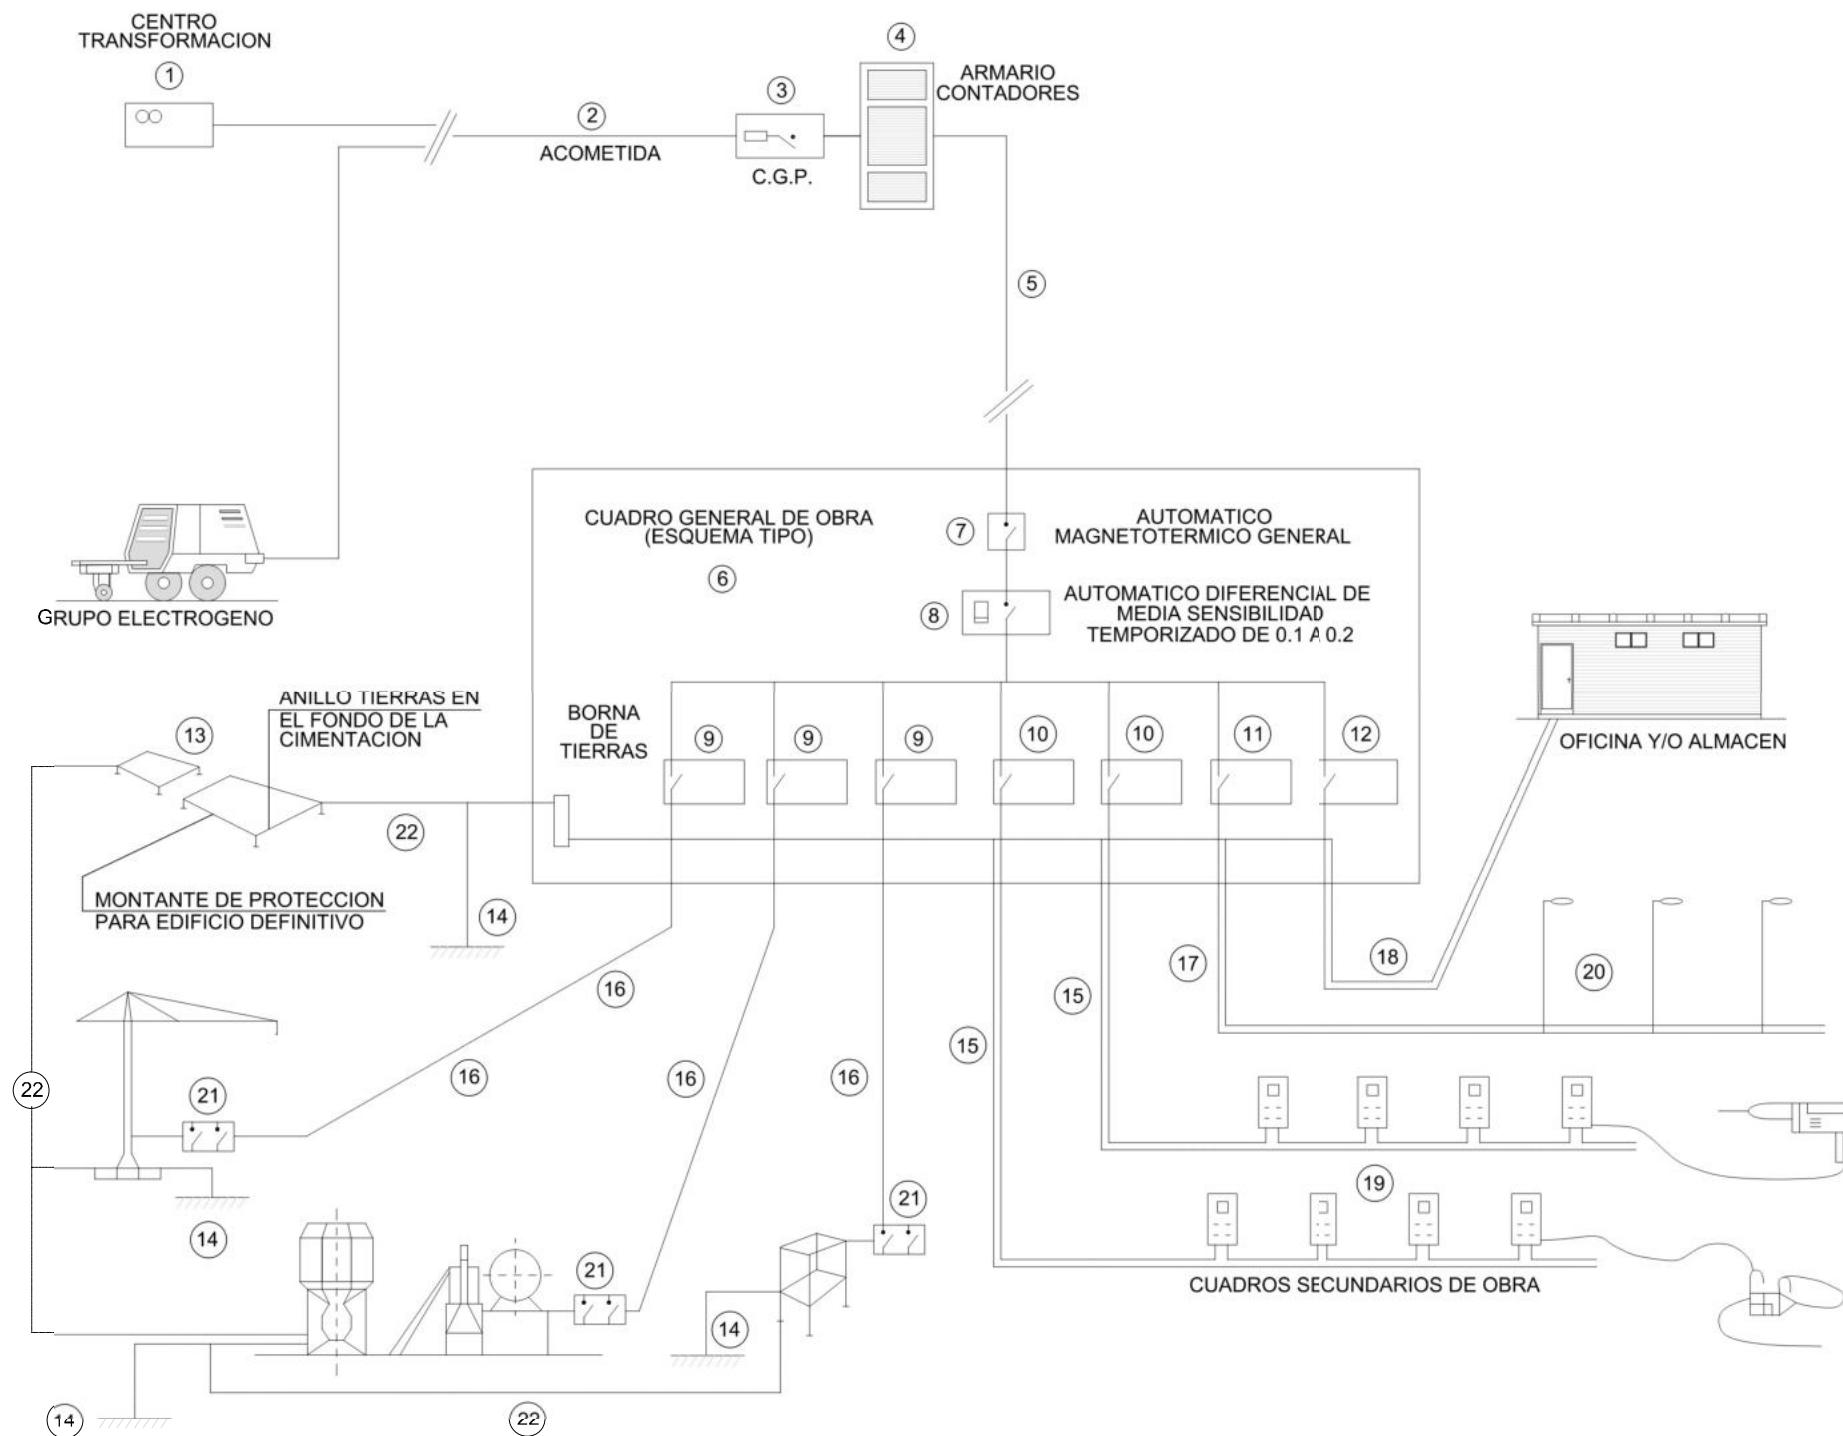 CENTRO
TRANSFORMACION
1
2
ACOMETIDA
3
C.G.P.
4
ARMARIO
CONTADORES
5
GRUPO ELECTROGENO
CUADRO GENERAL DE OBRA
(ESQUEMA TIPO)
6
7
AUTOMATICO
MAGNETOTERMICO GENERAL
8
AUTOMATICO DIFERENCIAL DE
MEDIA SENSIBILIDAD
TEMPORIZADO DE 0.1 A 0.2
BORNA
DE
TIERRAS
9
9
9
10
10
11
12
OFICINA Y/O ALMACEN
13
ANILLO TIERRAS EN
EL FONDO DE LA
CIMENTACION
22
MONTANTE DE PROTECCION
PARA EDIFICIO DEFINITIVO
14
16
16
16
16
15
15
17
18
20
22
21
14
21
21
14
19
CUADROS SECUNDARIOS DE OBRA
14
22